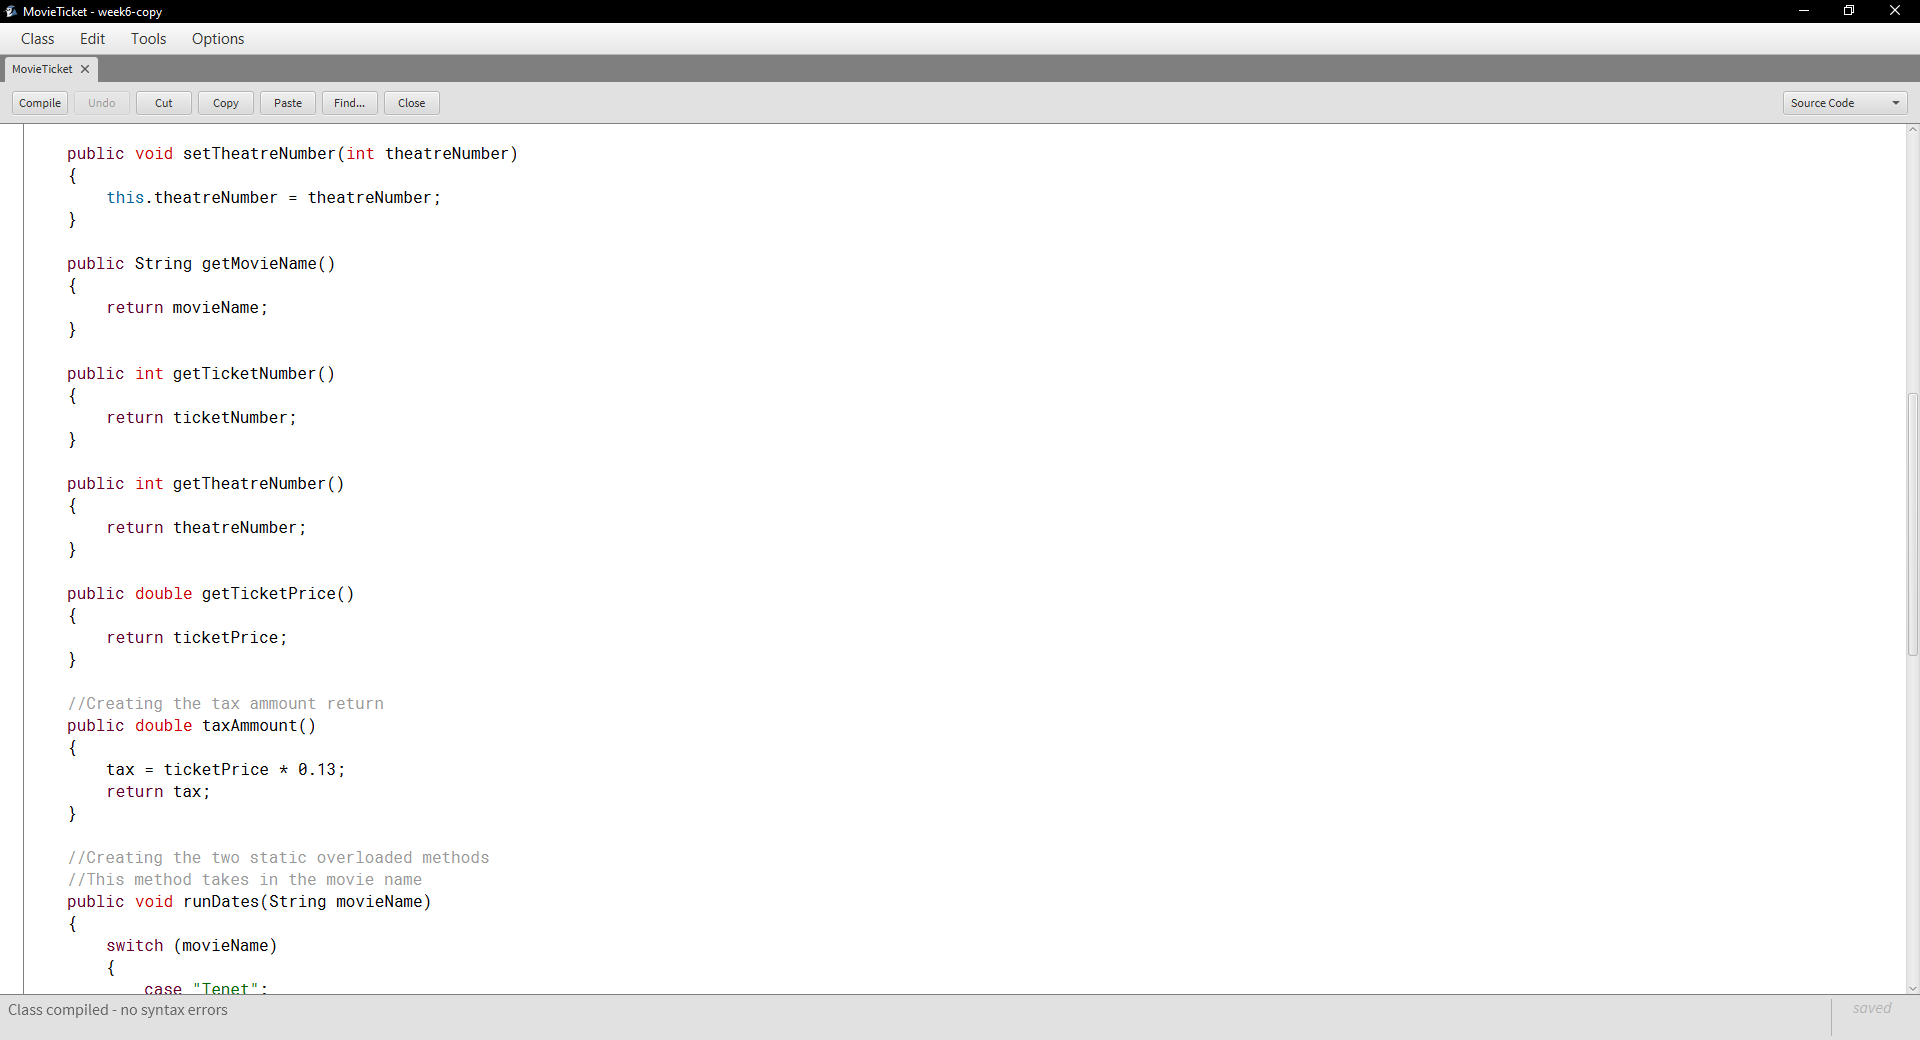 MovieTicket - week6-copy
Class Edit Tools Options
MovieTicket
Compile Undo Cut Copy Paste Find... Close Source Code
public void setTheatreNumber(int theatreNumber)
{
this.theatreNumber = theatreNumber;
}
public String getMovieName()
{
return movieName;
}
public int getTicketNumber()
{
return ticketNumber;
}
public int getTheatreNumber()
{
return theatreNumber;
}
public double getTicketPrice()
{
return ticketPrice;
}
//Creating the tax ammount return
public double taxAmmount()
{
tax = ticketPrice * 0.13;
return tax;
}
//Creating the two static overloaded methods
//This method takes in the movie name
public void runDates(String movieName)
{
switch (movieName)
{
case "Tenet":
Class compiled - no syntax errors
saved